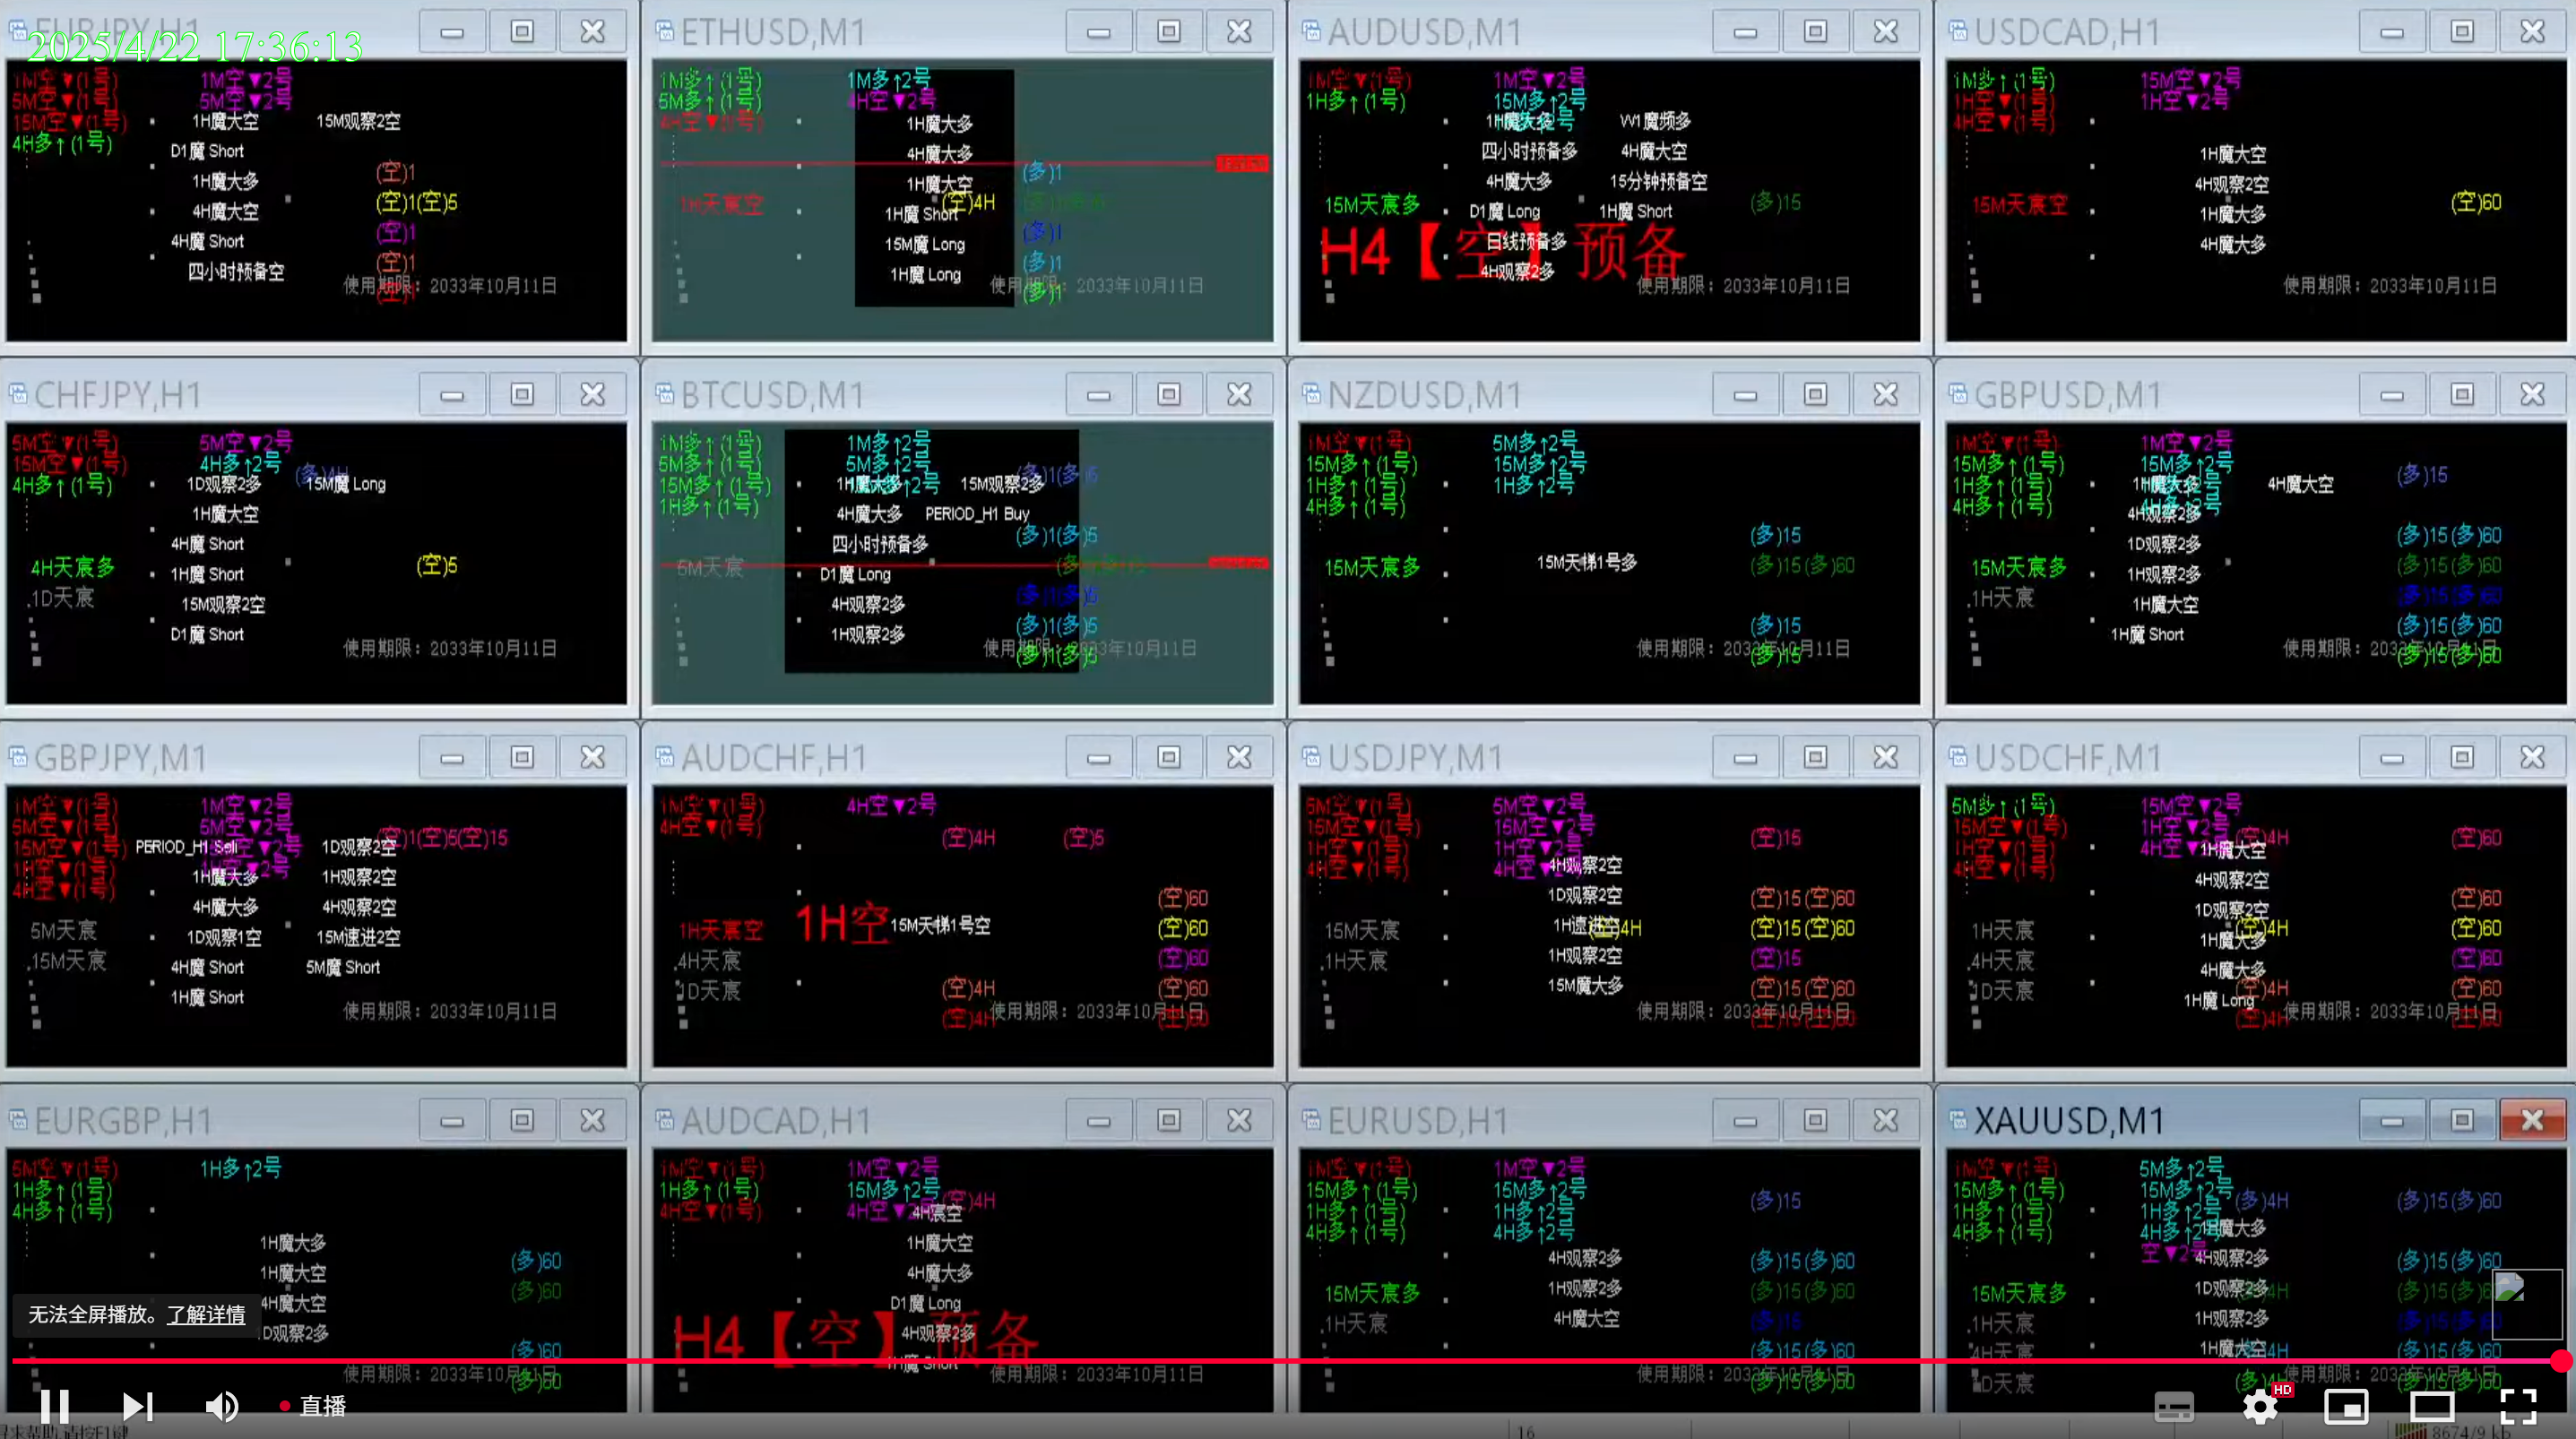 EURJPY,H1
2025/4/22 17:36:13
1M空▼(1号) 1M空▼2号
5M空▼(1号) 5M空▼2号
15M空▼(1号) 1H魔大空 15M观察2空
4H多↑(1号)
D1魔 Short
(空)1
1H魔大多
4H魔大空 (空)1(空)5
4H魔 Short (空)1
四小时预备空 (空)1
使用期限：2033年10月11日
ETHUSD,M1
1M多↑(1号) 1M多↑2号
5M多↑(1号) 4H空▼2号
4H空▼(1号) 1H魔大多
4H魔大多
1H魔大空 (多)1
1H天宸空 (空)4H
1H魔 Short
15M魔 Long (多)1
1H魔 Long (多)1
使用期限：2033年10月11日
(多)1
AUDUSD,M1
1M空▼(1号) 1M空▼2号
1H多↑(1号) 15M多↑2号
1H魔大多 VV1魔频多
四小时预备多 4H魔大空
4H魔大多 15分钟预备空
15M天宸多 (多)15
D1魔 Long 1H魔 Short
H4【空】预备
日线预备多
4H观察2多
使用期限：2033年10月11日
USDCAD,H1
1M多↑(1号) 15M空▼2号
1H空▼(1号) 1H空▼2号
4H空▼(1号)
1H魔大空
4H观察2空
15M天宸空 (空)60
1H魔大多
4H魔大多
使用期限：2033年10月11日
CHFJPY,H1
5M空▼(1号) 5M空▼2号
15M空▼(1号) 4H多↑2号 (多)4H
4H多↑(1号) 1D观察2多 15M魔 Long
1H魔大空
4H魔 Short
4H天宸多 (空)5
1H魔 Short
.1D天宸 15M观察2空
D1魔 Short
使用期限：2033年10月11日
BTCUSD,M1
1M多↑(1号) 1M多↑2号
5M多↑(1号) 5M多↑2号 (多)1(多)5
15M多↑(1号) 1H魔大多 15M观察2多
1H多↑(1号)
4H魔大多 PERIOD_H1 Buy
四小时预备多 (多)1(多)5
5M天宸
D1魔 Long
4H观察2多 (多)1(多)5
1H观察2多 (多)1(多)5
使用期限：2033年10月11日
(多)1(多)5
NZDUSD,M1
1M空▼(1号) 5M多↑2号
15M多↑(1号) 15M多↑2号
1H多↑(1号) 1H多↑2号
4H多↑(1号)
(多)15
15M天宸多 15M天梯1号多 (多)15(多)60
(多)15
使用期限：2033年10月11日
(多)15
GBPUSD,M1
1M空▼(1号) 1M空▼2号
15M多↑(1号) 15M多↑2号 (多)15
1H多↑(1号) 1H魔大多 4H魔大空
4H多↑(1号) 4H观察2多
1D观察2多 (多)15(多)60
15M天宸多 1H观察2多 (多)15(多)60
.1H天宸 1H魔大空 (多)15(多)60
1H魔 Short (多)15(多)60
使用期限：2033年10月11日
(多)15(多)60
GBPJPY,M1
1M空▼(1号) 1M空▼2号
5M空▼(1号) 5M空▼2号 (空)1(空)5(空)15
15M空▼(1号) PERIOD_H1 Sell 1D观察2空
1H空▼(1号) 1H魔大多 1H观察2空
4H空▼(1号)
4H魔大多 4H观察2空
5M天宸 1D观察1空 15M速进2空
.15M天宸 4H魔 Short 5M魔 Short
1H魔 Short
使用期限：2033年10月11日
AUDCHF,H1
1M空▼(1号) 4H空▼2号
4H空▼(1号) (空)4H (空)5
(空)60
1H天宸空 1H空 15M天梯1号空 (空)60
.4H天宸 (空)60
1D天宸 (空)4H (空)60
(空)4H 使用期限：2033年10月11日 (空)60
USDJPY,M1
5M空▼(1号) 5M空▼2号
15M空▼(1号) 15M空▼2号 (空)15
1H空▼(1号) 1H空▼2号
4H空▼(1号) 4H空▼2号
4H观察2空
1D观察2空 (空)15(空)60
15M天宸 1H速进空 (空)4H (空)15(空)60
.1H天宸 1H观察2空 (空)15
15M魔大多 (空)15(空)60
使用期限：2033年10月11日
(空)15(空)60
USDCHF,M1
5M多↑(1号) 15M空▼2号
15M空▼(1号) 1H空▼2号 (空)4H (空)60
1H空▼(1号) 4H空▼2号
4H空▼(1号) 1H魔大空
4H观察2空 (空)60
1D观察2空
1H天宸 (空)4H (空)60
1H魔大多
.4H天宸 4H魔大多 (空)60
1D天宸 (空)4H (空)60
1H魔 Long
(空)4H 使用期限：2033年10月11日 (空)60
EURGBP,H1
5M空▼(1号) 1H多↑2号
1H多↑(1号)
4H多↑(1号)
1H魔大多 (多)60
1H魔大空 (多)60
4H魔大空
1D观察2多 (多)60
使用期限：2033年10月11日
(多)60
AUDCAD,H1
1M空▼(1号) 1M空▼2号
1H多↑(1号) 15M多↑2号 (空)4H
4H空▼(1号) 4H空▼2号 4H宸空
1H魔大空
4H魔大多
D1魔 Long
H4【空】预备
4H观察2多
1H魔 Short
使用期限：2033年10月11日
EURUSD,H1
1M空▼(1号) 1M空▼2号
15M多↑(1号) 15M多↑2号 (多)15
1H多↑(1号) 1H多↑2号
4H多↑(1号) 4H多↑2号
4H观察2多 (多)15(多)60
15M天宸多 1H观察2多 (多)15(多)60
.1H天宸 4H魔大空 (多)15
(多)15(多)60
使用期限：2033年10月11日
(多)15(多)60
XAUUSD,M1
1M空▼(1号) 5M多↑2号
15M多↑(1号) 15M多↑2号 (多)4H (多)15(多)60
1H多↑(1号) 1H多↑2号
4H多↑(1号) 4H多↑2号 1H魔大多
空▼2号 4H观察2多 (多)15(多)60
15M天宸多 1D观察2多 (多)15
.1H天宸 1H观察2多
.4H天宸 1H魔大空 4H (多)15(多)60
1D天宸 使用期限：2033年10月11日
无法全屏播放。了解详情
直播
HD
16
8674/9 kb